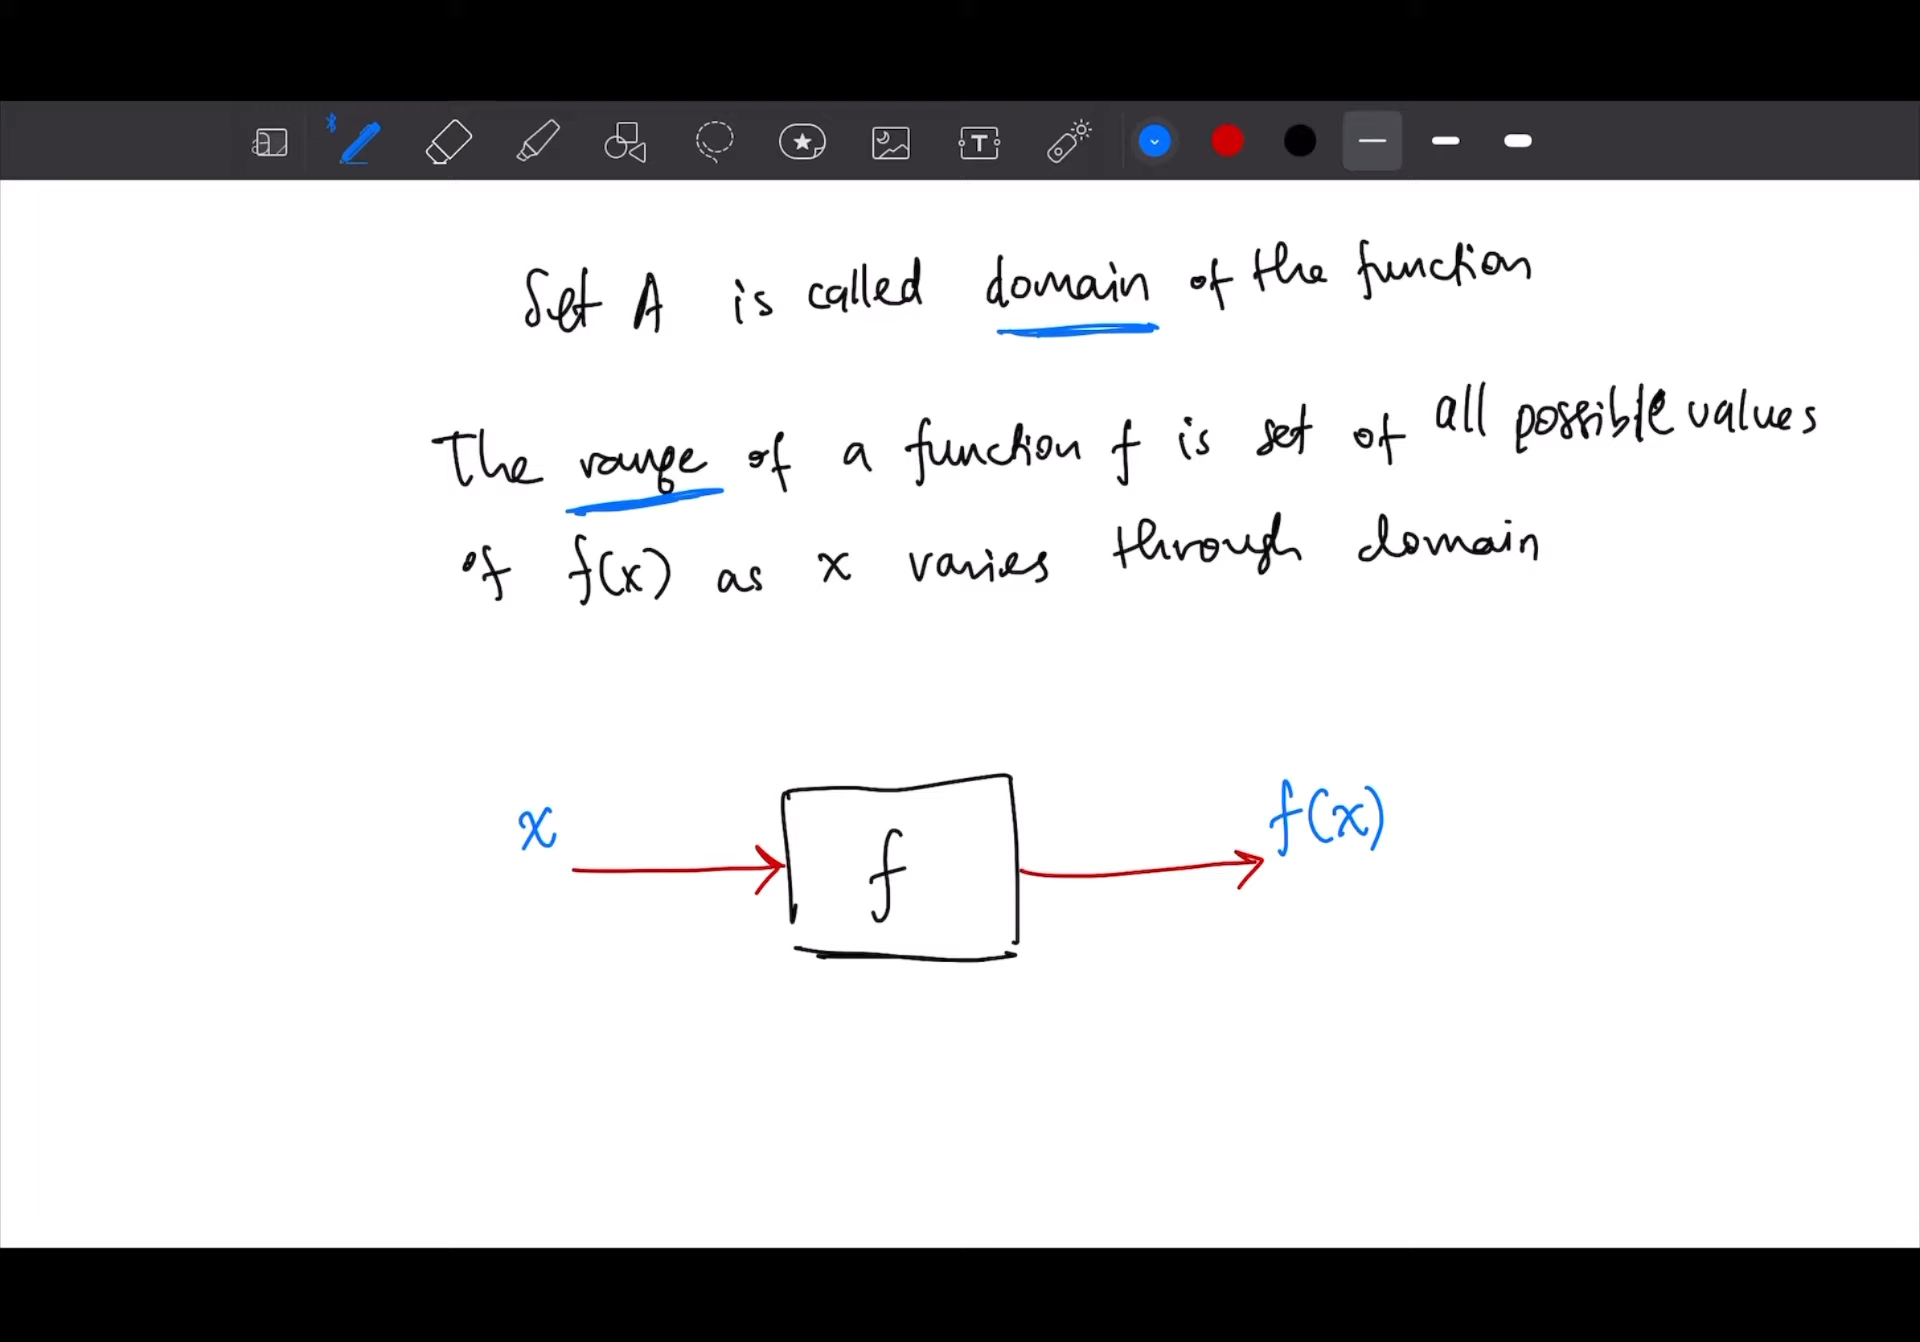 Set A is called domain of the function
The range of a function f is set of all possible values
of f(x) as x varies through domain
x
f
f(x)